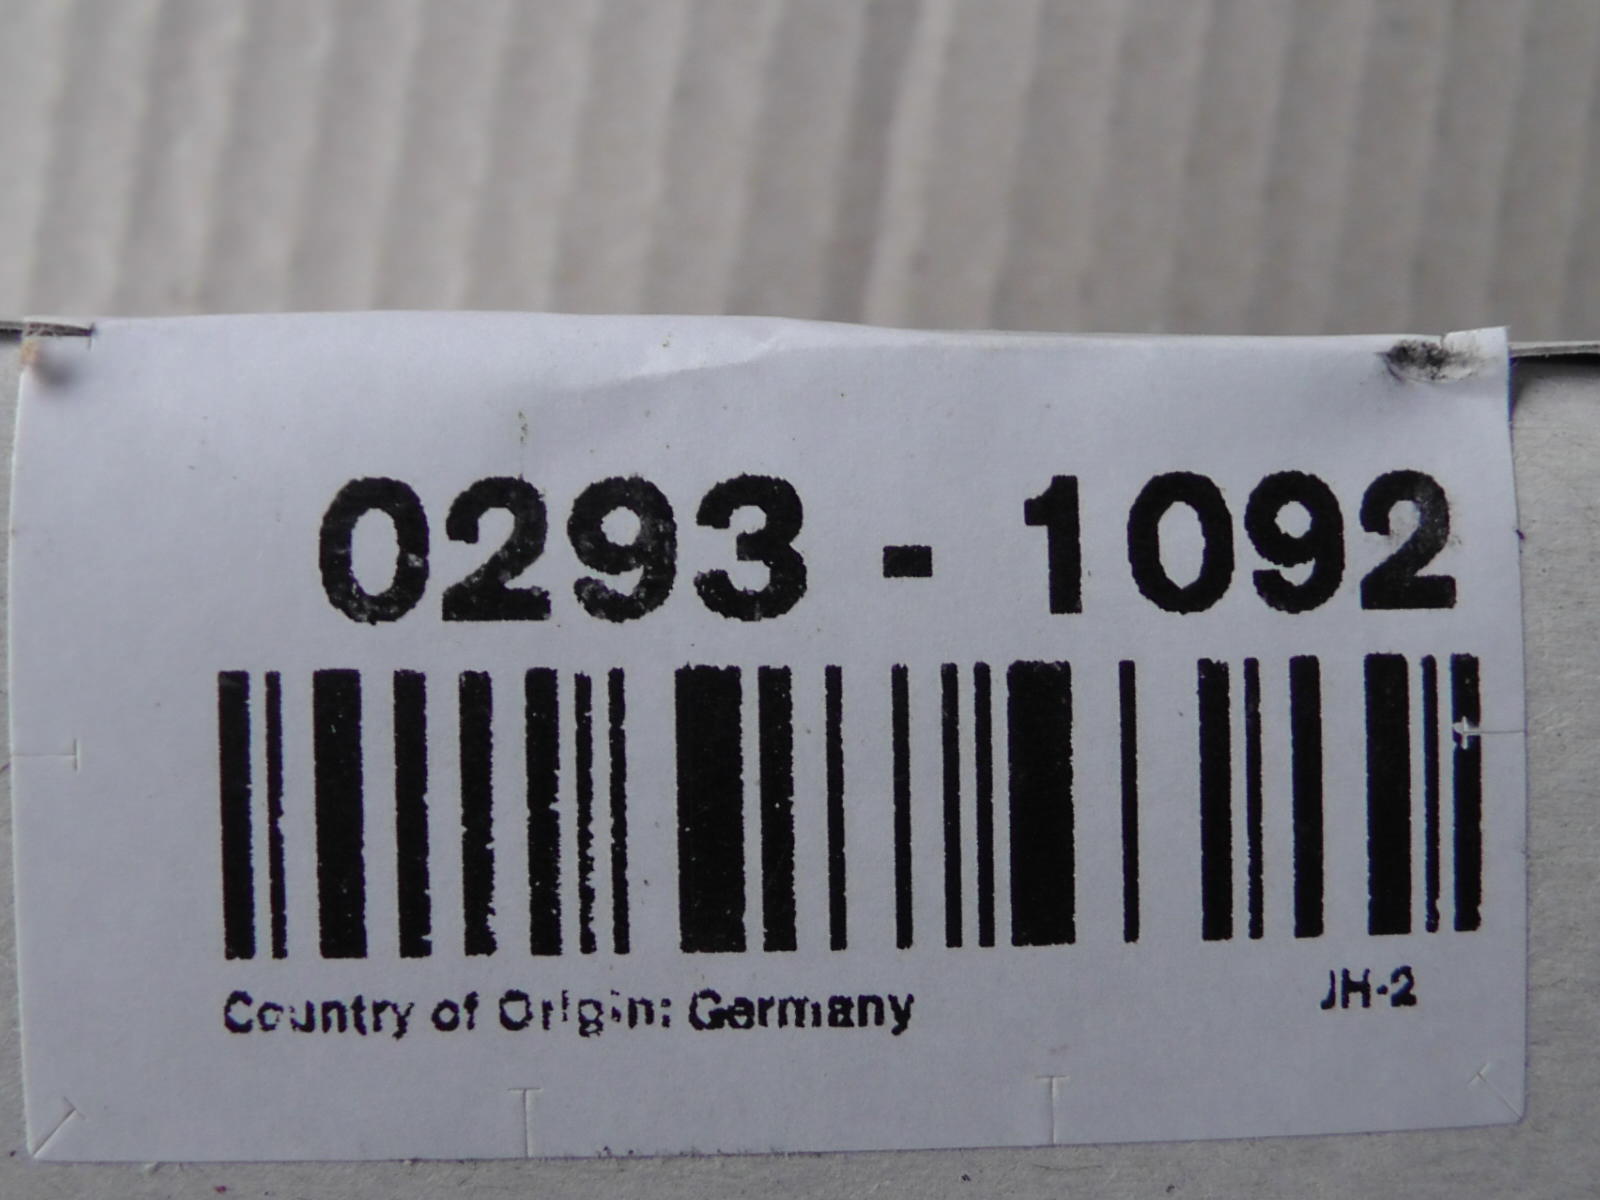 0293 - 1092
Country of Origin: Germany
JH-2